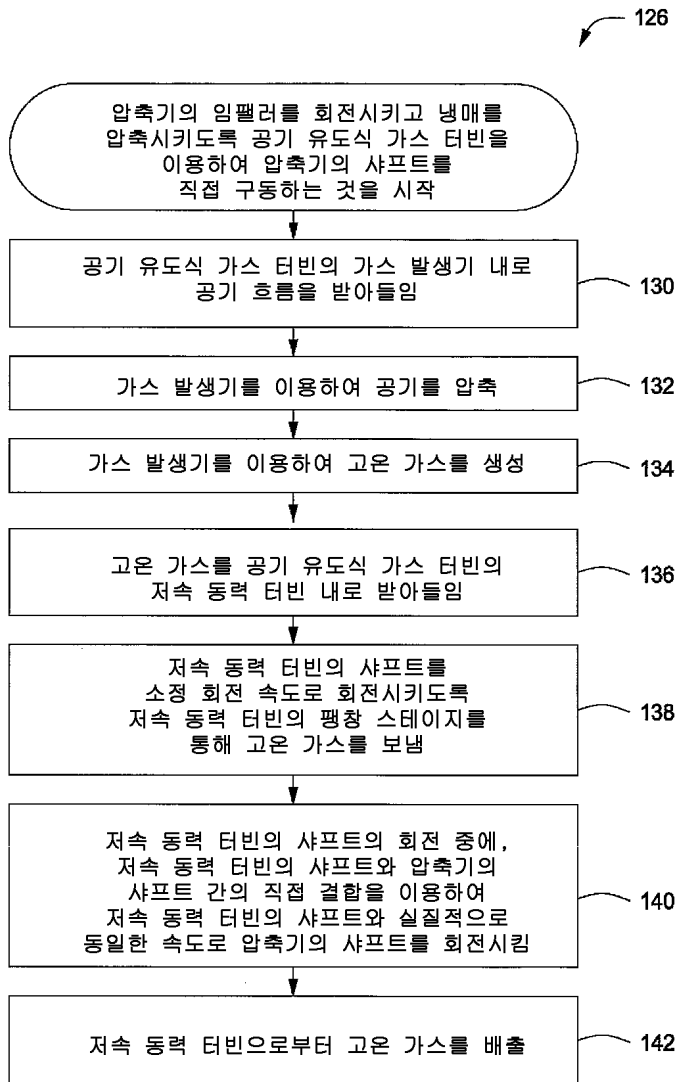 126
압축기의 임팰러를 회전시키고 냉매를
압축시키도록 공기 유도식 가스 터빈을
이용하여 압축기의 샤프트를
직접 구동하는 것을 시작
공기 유도식 가스 터빈의 가스 발생기 내로
공기 흐름을 받아들임
130
가스 발생기를 이용하여 공기를 압축
132
가스 발생기를 이용하여 고온 가스를 생성
134
고온 가스를 공기 유도식 가스 터빈의
저속 동력 터빈 내로 받아들임
136
저속 동력 터빈의 샤프트를
소정 회전 속도로 회전시키도록
저속 동력 터빈의 팽창 스테이지를
통해 고온 가스를 보냄
138
저속 동력 터빈의 샤프트의 회전 중에,
저속 동력 터빈의 샤프트와 압축기의
샤프트 간의 직접 결합을 이용하여
저속 동력 터빈의 샤프트와 실질적으로
동일한 속도로 압축기의 샤프트를 회전시킴
140
저속 동력 터빈으로부터 고온 가스를 배출
142